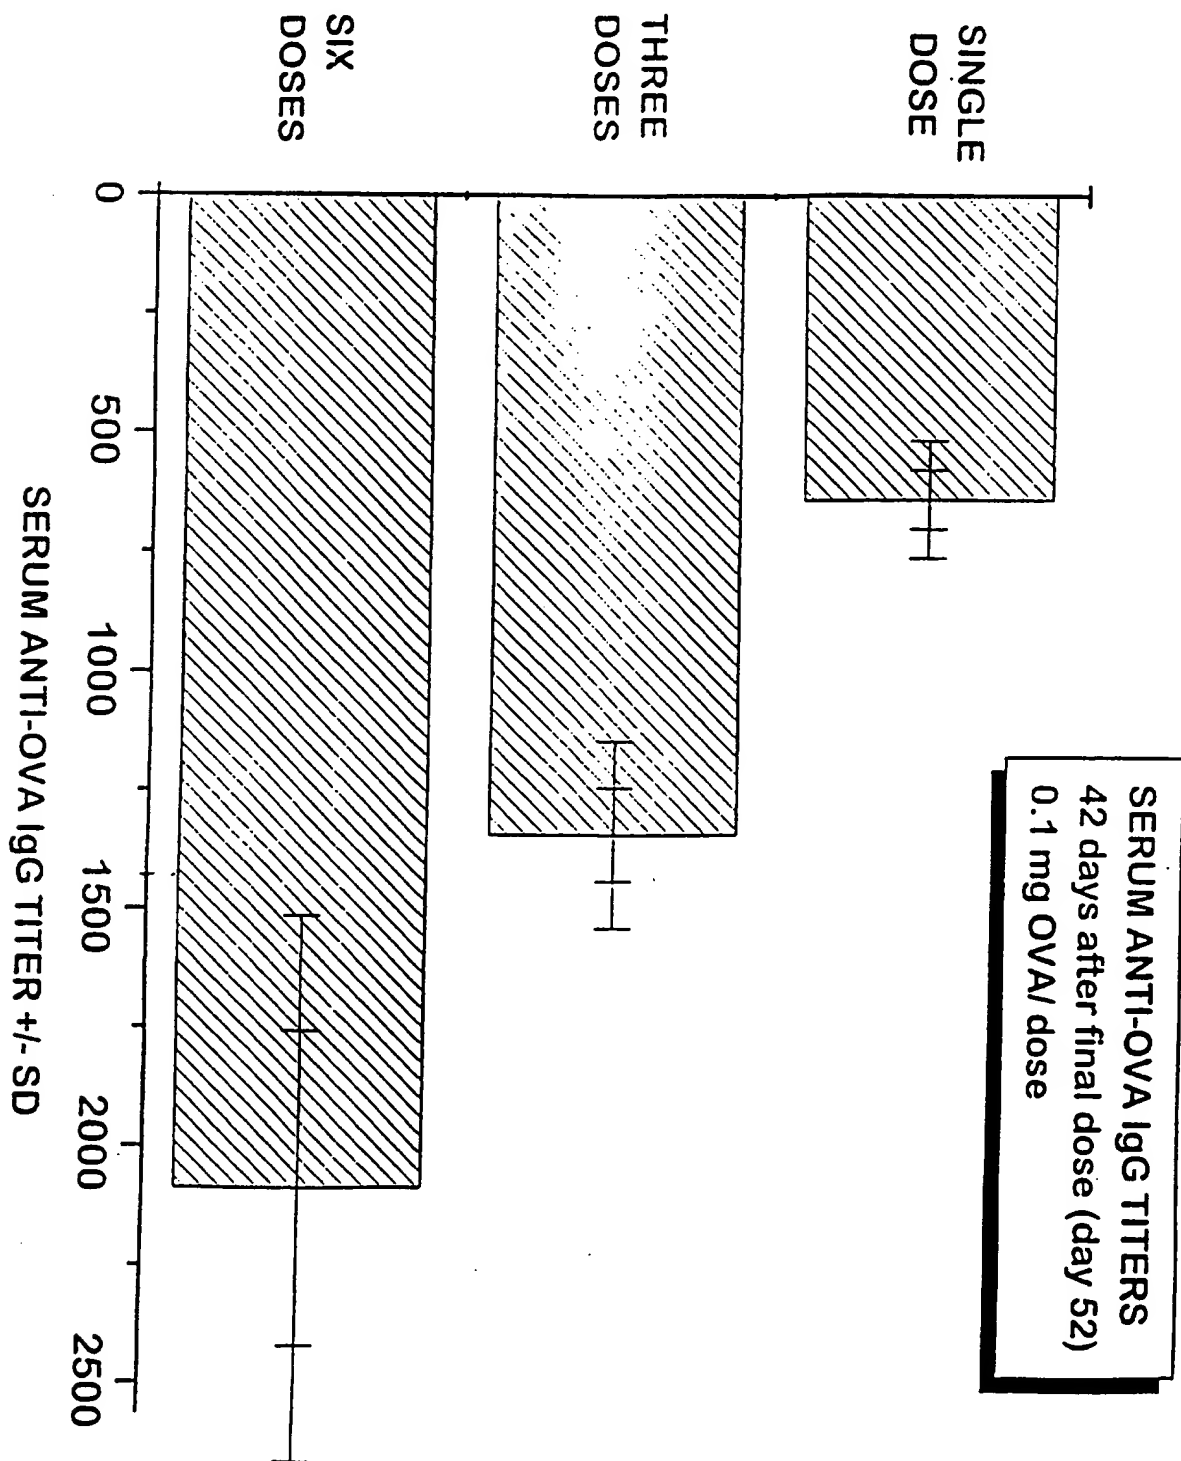 SERUM ANTI-OVA IgG TITERS
42 days after final dose (day 52)
0.1 mg OVA/ dose
SINGLE
DOSE
THREE
DOSES
SIX
DOSES
0
500
1000
1500
2000
2500
SERUM ANTI-OVA IgG TITER +/- SD